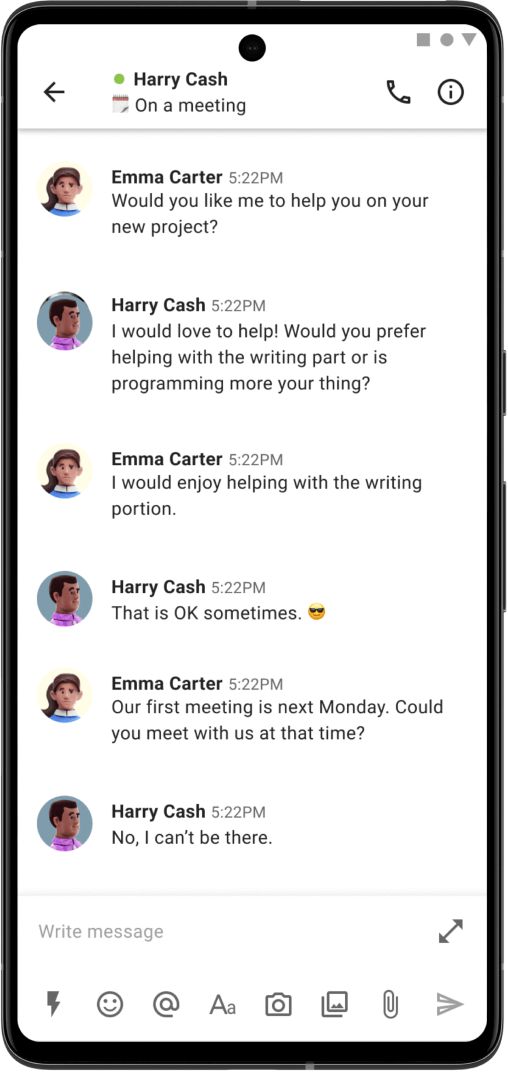 Harry Cash
On a meeting
Emma Carter 5:22PM
Would you like me to help you on your
new project?
Harry Cash 5:22PM
I would love to help! Would you prefer
helping with the writing part or is
programming more your thing?
Emma Carter 5:22PM
I would enjoy helping with the writing
portion.
Harry Cash 5:22PM
That is OK sometimes. 😎
Emma Carter 5:22PM
Our first meeting is next Monday. Could
you meet with us at that time?
Harry Cash 5:22PM
No, I can’t be there.
Write message
Aa